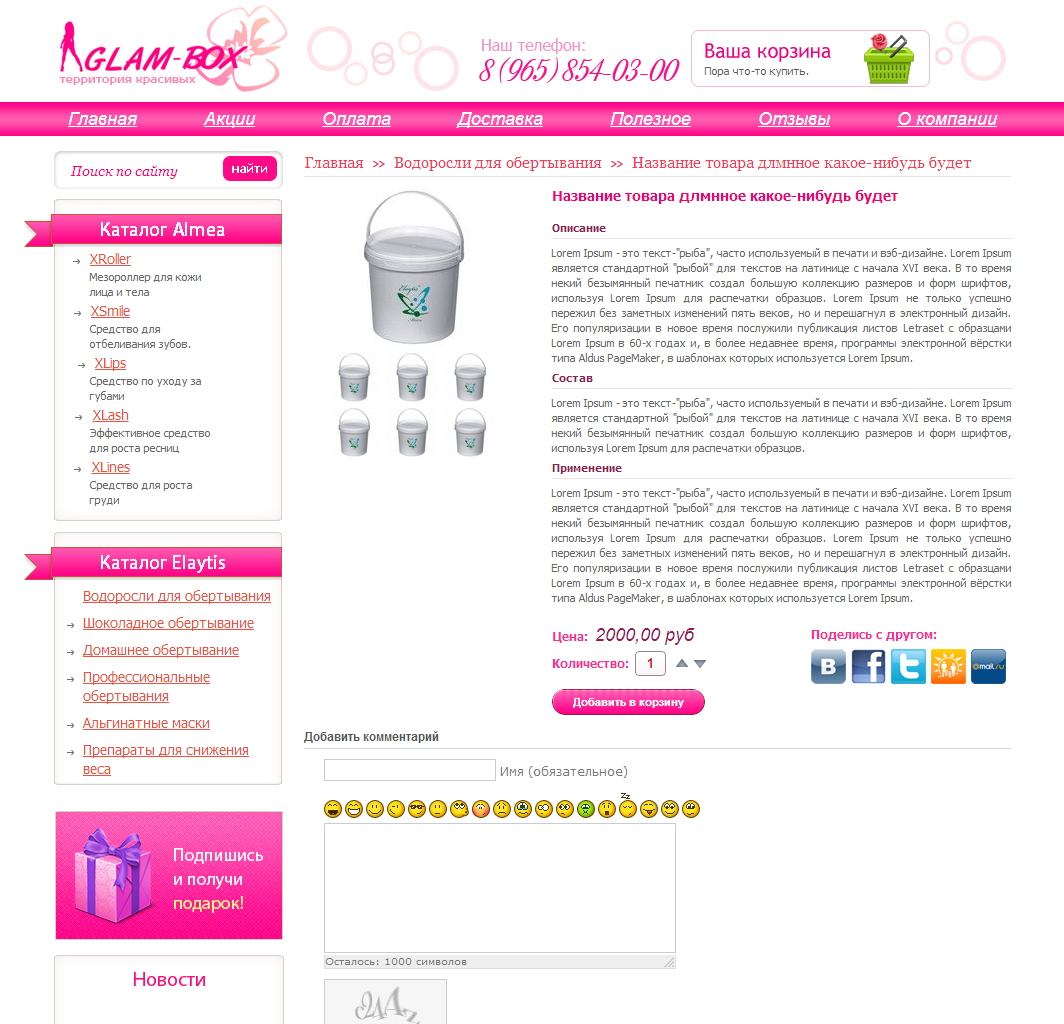 GLAM-BOX
территория красивых
Наш телефон:
8 (965) 854-03-00
Ваша корзина
Пора что-то купить.
Главная
Акции
Оплата
Доставка
Полезное
Отзывы
О компании
Поиск по сайту
найти
Каталог Almea
XRoller
Мезороллер для кожи
лица и тела
XSmile
Средство для
отбеливания зубов.
XLips
Средство по уходу за
губами
XLash
Эффективное средство
для роста ресниц
XLines
Средство для роста
груди
Каталог Elaytis
Водоросли для обертывания
Шоколадное обертывание
Домашнее обертывание
Профессиональные
обертывания
Альгинатные маски
Препараты для снижения
веса
Подпишись
и получи
подарок!
Новости
Главная >> Водоросли для обертывания >> Название товара длмнное какое-нибудь будет
Elaytis
Название товара длмнное какое-нибудь будет
Описание
Lorem Ipsum - это текст-"рыба", часто используемый в печати и вэб-дизайне. Lorem Ipsum
является стандартной "рыбой" для текстов на латинице с начала XVI века. В то время
некий безымянный печатник создал большую коллекцию размеров и форм шрифтов,
используя Lorem Ipsum для распечатки образцов. Lorem Ipsum не только успешно
пережил без заметных изменений пять веков, но и перешагнул в электронный дизайн.
Его популяризации в новое время послужили публикация листов Letraset с образцами
Lorem Ipsum в 60-х годах и, в более недавнее время, программы электронной вёрстки
типа Aldus PageMaker, в шаблонах которых используется Lorem Ipsum.
Состав
Lorem Ipsum - это текст-"рыба", часто используемый в печати и вэб-дизайне. Lorem Ipsum
является стандартной "рыбой" для текстов на латинице с начала XVI века. В то время
некий безымянный печатник создал большую коллекцию размеров и форм шрифтов,
используя Lorem Ipsum для распечатки образцов.
Применение
Lorem Ipsum - это текст-"рыба", часто используемый в печати и вэб-дизайне. Lorem Ipsum
является стандартной "рыбой" для текстов на латинице с начала XVI века. В то время
некий безымянный печатник создал большую коллекцию размеров и форм шрифтов,
используя Lorem Ipsum для распечатки образцов. Lorem Ipsum не только успешно
пережил без заметных изменений пять веков, но и перешагнул в электронный дизайн.
Его популяризации в новое время послужили публикация листов Letraset с образцами
Lorem Ipsum в 60-х годах и, в более недавнее время, программы электронной вёрстки
типа Aldus PageMaker, в шаблонах которых используется Lorem Ipsum.
Цена: 2000,00 руб
Количество: 1
Добавить в корзину
Поделись с другом:
B f t @mail.ru
Добавить комментарий
Имя (обязательное)
zz
Осталось: 1000 символов